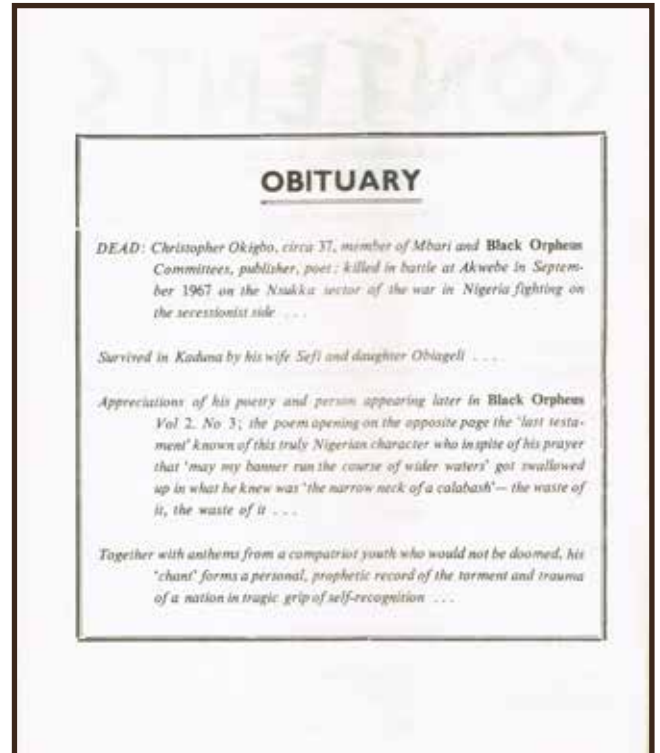 OBITUARY
DEAD: Christopher Okigbo, circa 37, member of Mbari and Black Orpheus
Committees, publisher, poet; killed in battle at Akwebe in Septem-
ber 1967 on the Nsukka sector of the war in Nigeria fighting on
the secessionist side ...
Survived in Kaduna by his wife Sefi and daughter Obiageli ....
Appreciations of his poetry and person appearing later in Black Orpheus
Vol 2. No 3; the poem opening on the opposite page the 'last testa-
ment' known of this truly Nigerian character who inspite of his prayer
that 'may my banner run the course of wider waters' got swallowed
up in what he knew was 'the narrow neck of a calabash'— the waste of
it, the waste of it ...
Together with anthems from a compatriot youth who would not be doomed, his
'chant' forms a personal, prophetic record of the torment and trauma
of a nation in tragic grip of self-recognition ...